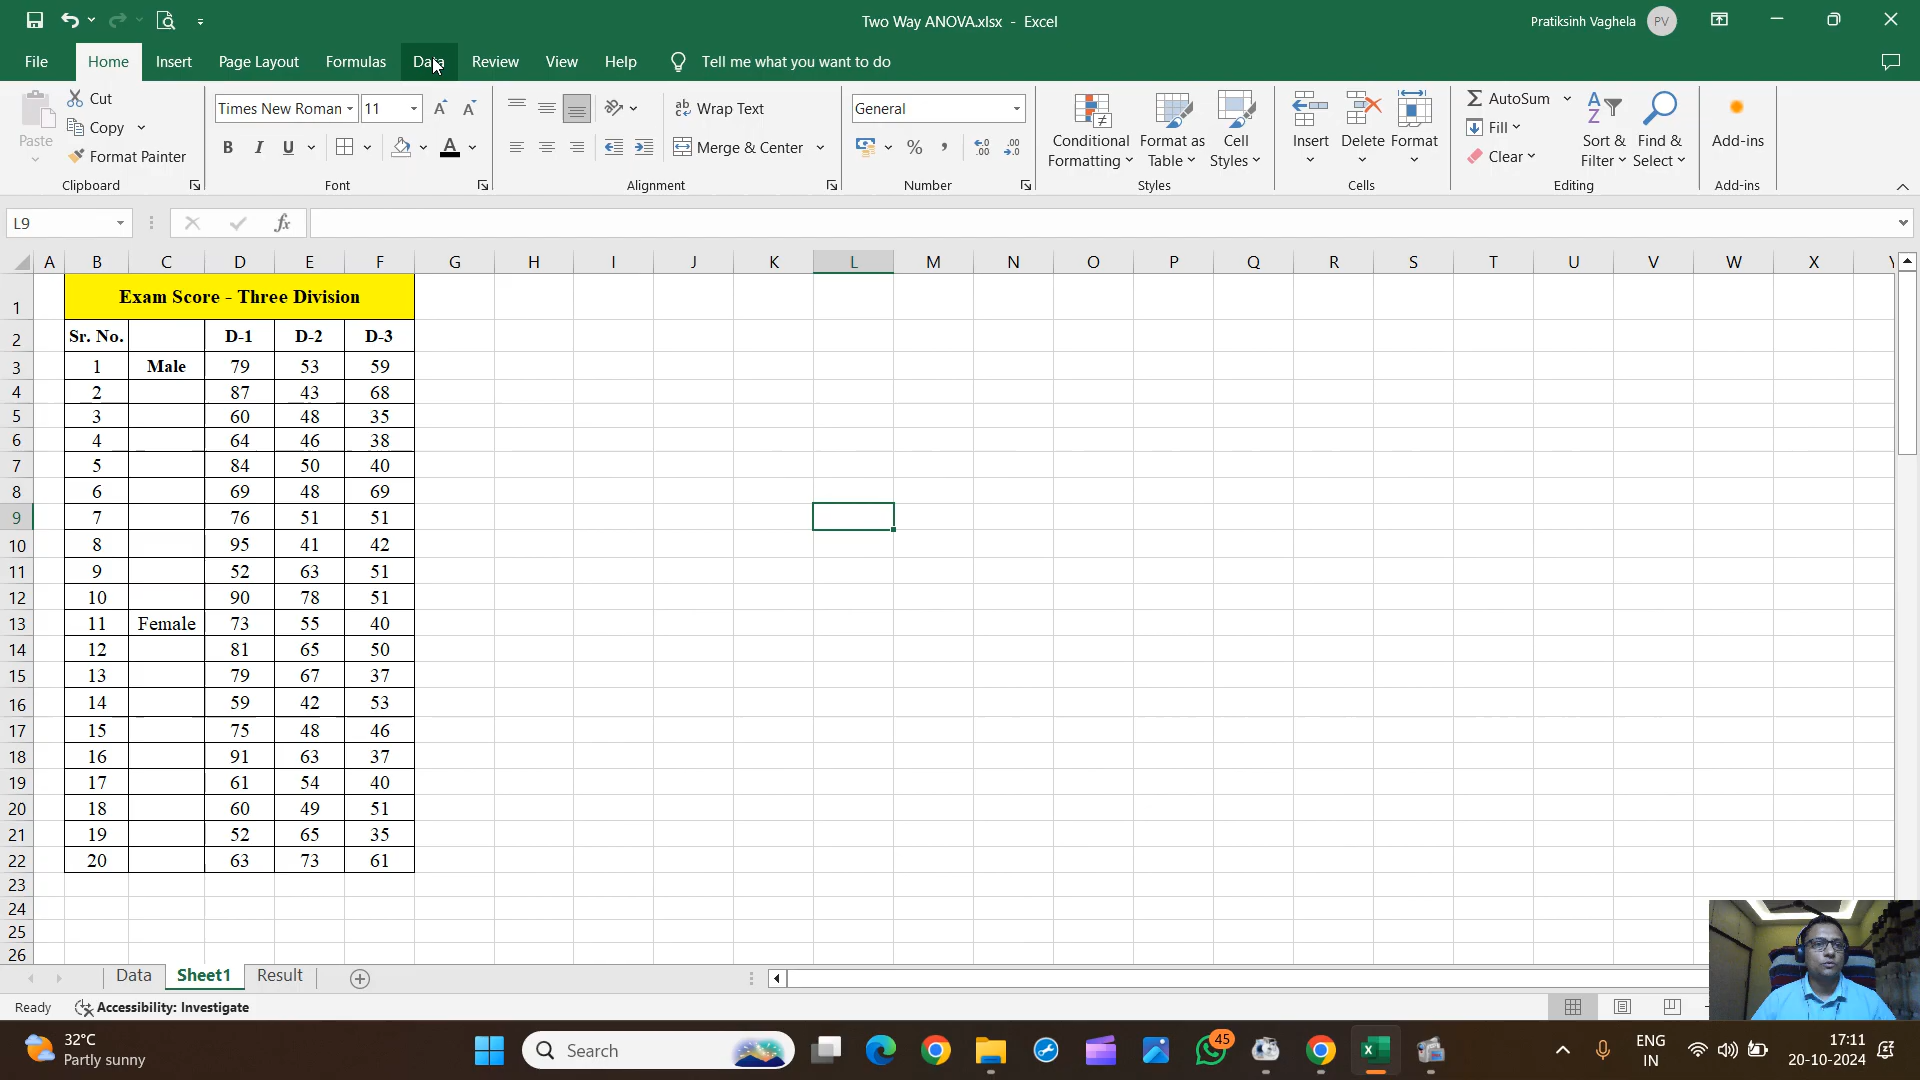 Two Way ANOVA.xlsx - Excel
Pratiksinh Vaghela PV
File Home Insert Page Layout Formulas Data Review View Help Tell me what you want to do
Paste
Cut
Copy
Format Painter
Clipboard
Times New Roman 11
B I U A
Font
Wrap Text
Merge & Center
Alignment
General
Number
Conditional Formatting
Format as Table
Cell Styles
Styles
Insert Delete Format
Cells
AutoSum
Fill
Clear
Sort & Filter
Find & Select
Editing
Add-ins
Add-ins
L9 fx
A B C D E F G H I J K L M N O P Q R S T U V W X
1 Exam Score - Three Division
2 Sr. No. D-1 D-2 D-3
3 1 Male 79 53 59
4 2 87 43 68
5 3 60 48 35
6 4 64 46 38
7 5 84 50 40
8 6 69 48 69
9 7 76 51 51
10 8 95 41 42
11 9 52 63 51
12 10 90 78 51
13 11 Female 73 55 40
14 12 81 65 50
15 13 79 67 37
16 14 59 42 53
17 15 75 48 46
18 16 91 63 37
19 17 61 54 40
20 18 60 49 51
21 19 52 65 35
22 20 63 73 61
23
24
25
26
Data Sheet1 Result
Ready Accessibility: Investigate
32°C
Partly sunny
Search
45
ENG
IN
17:11
20-10-2024